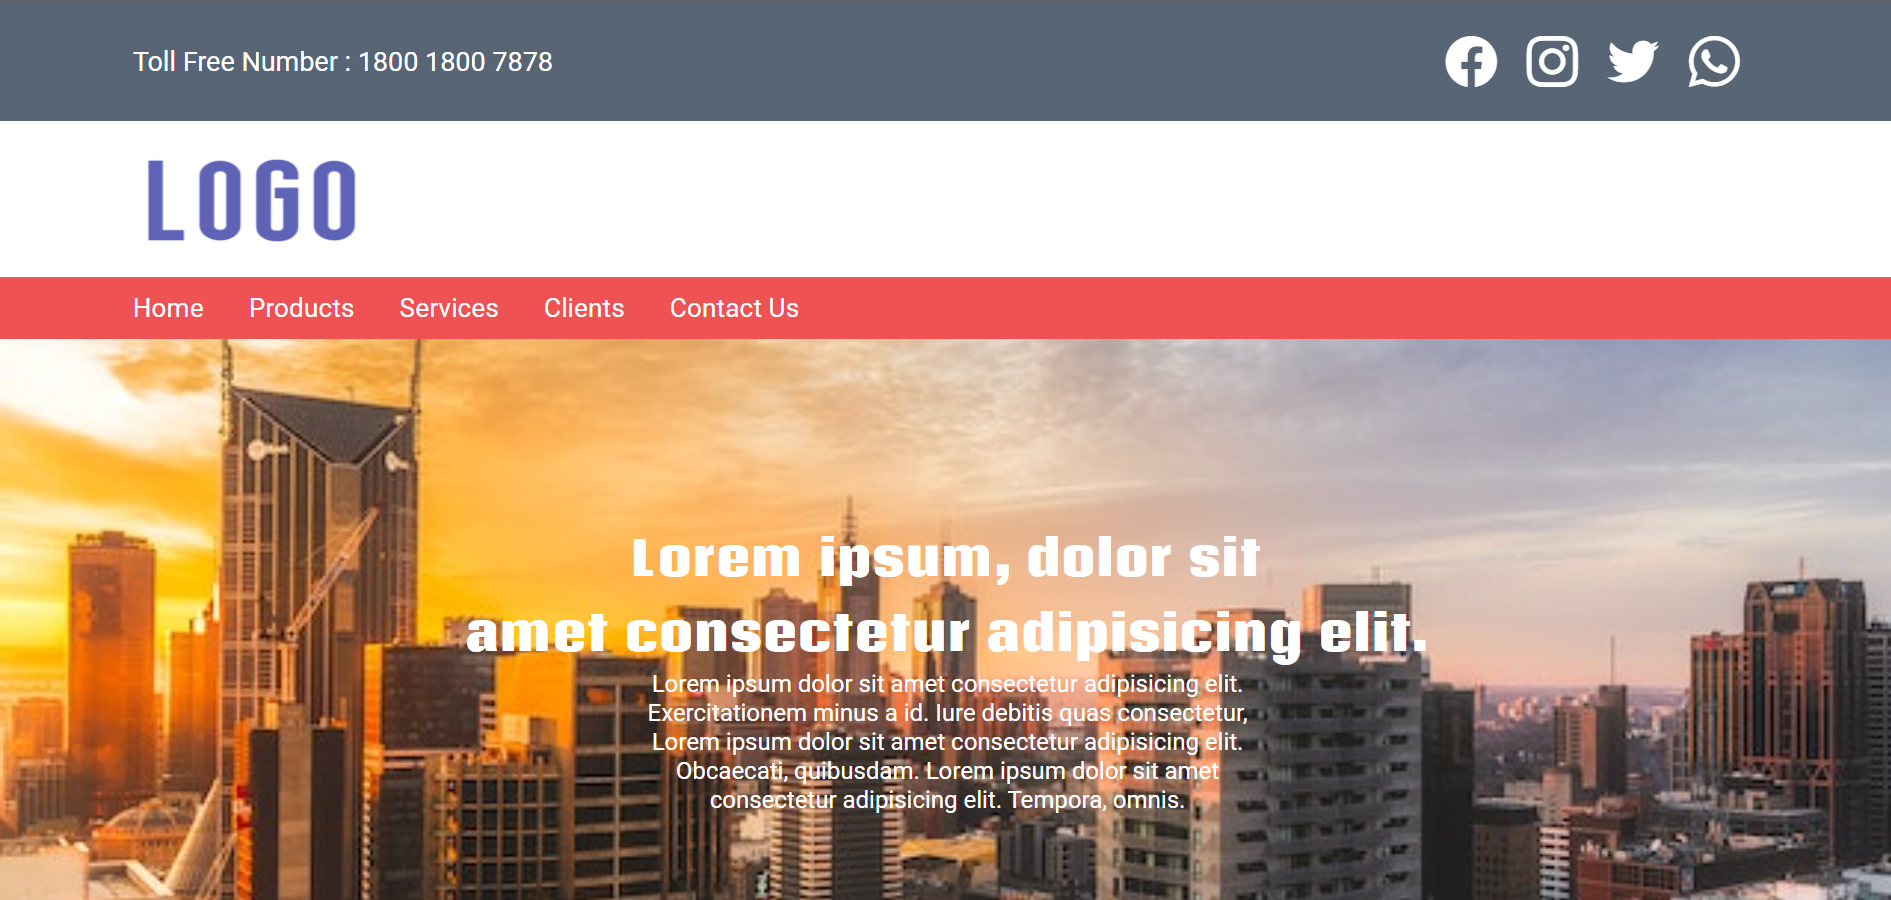 Toll Free Number : 1800 1800 7878
LOGO
Home Products Services Clients Contact Us
Lorem ipsum, dolor sit
amet consectetur adipisicing elit.
Lorem ipsum dolor sit amet consectetur adipisicing elit.
Exercitationem minus a id. Iure debitis quas consectetur,
Lorem ipsum dolor sit amet consectetur adipisicing elit.
Obcaecati, quibusdam. Lorem ipsum dolor sit amet
consectetur adipisicing elit. Tempora, omnis.